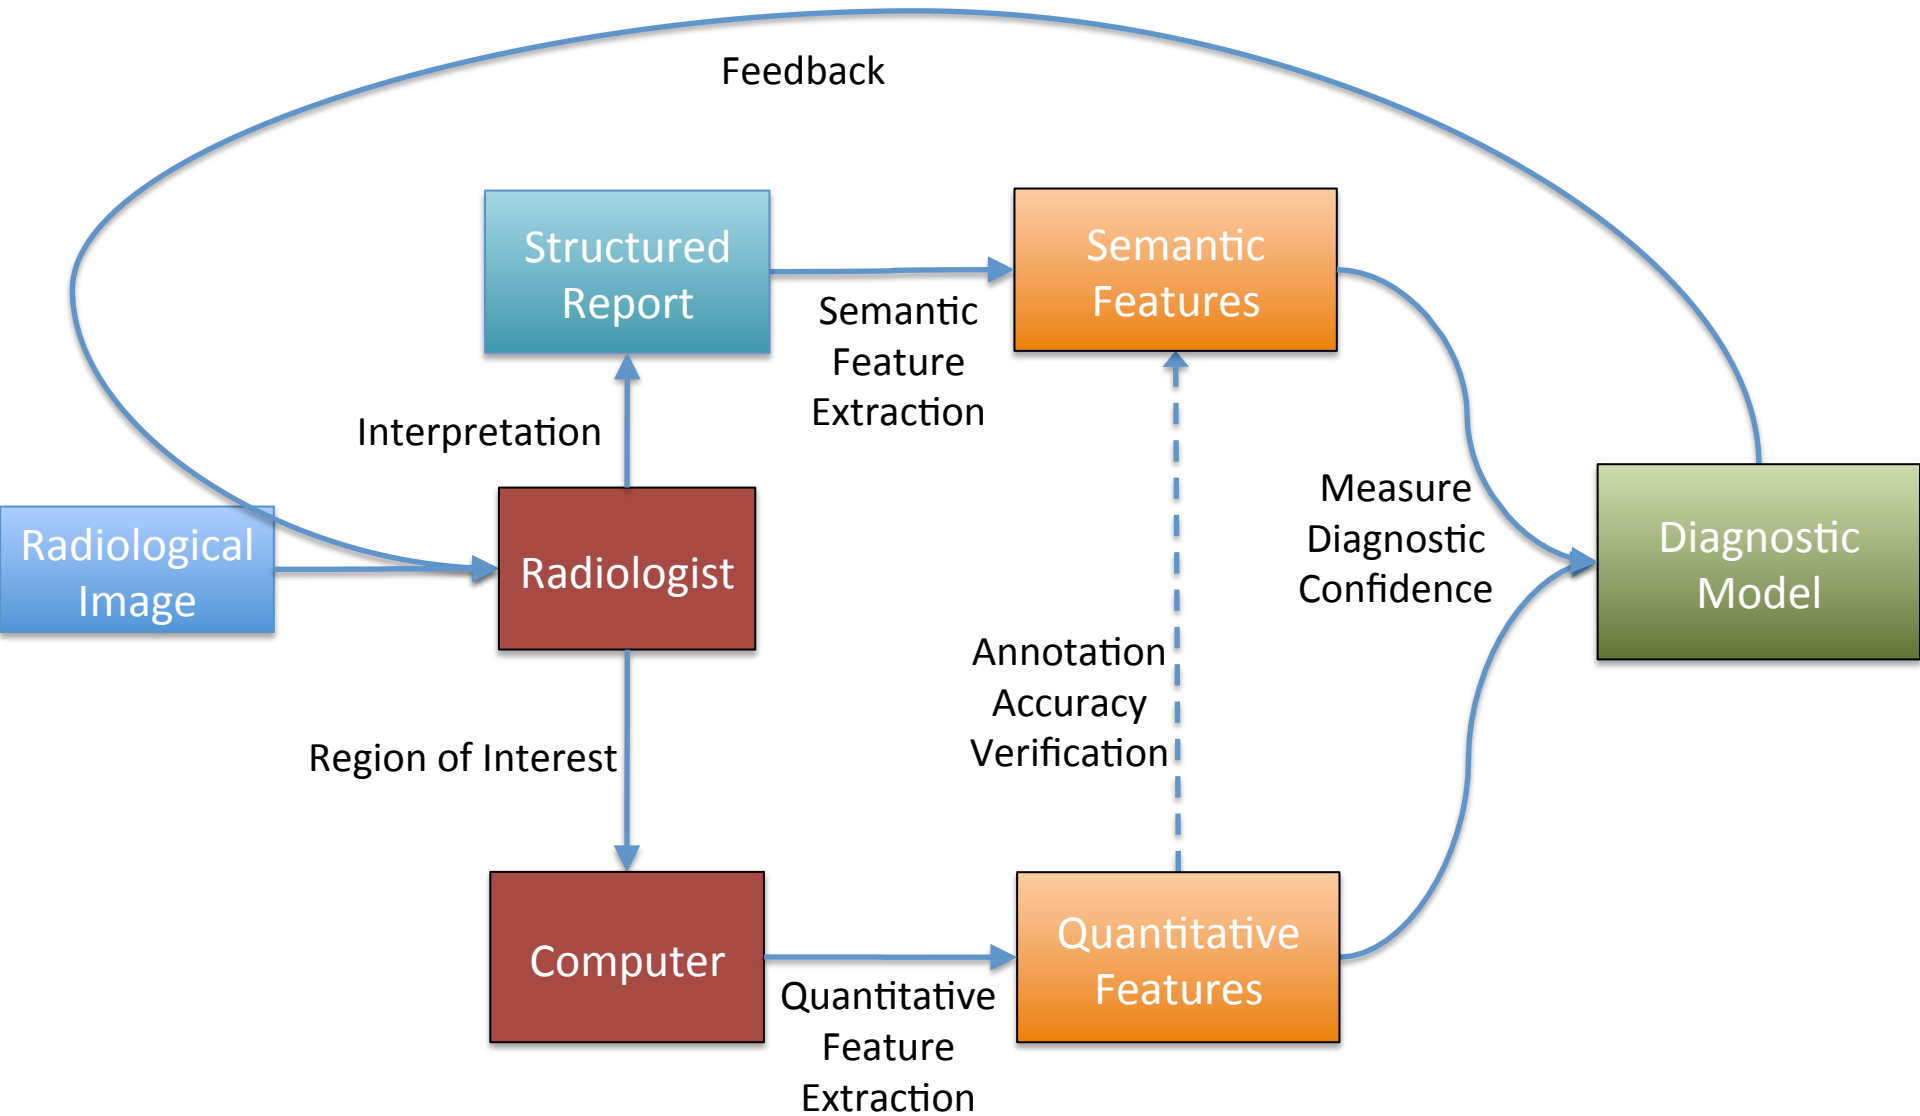 Feedback
Structured
Report
Semantic
Feature
Extraction
Semantic
Features
Interpretation
Radiological
Image
Radiologist
Measure
Diagnostic
Confidence
Diagnostic
Model
Annotation
Accuracy
Verification
Region of Interest
Computer
Quantitative
Feature
Extraction
Quantitative
Features